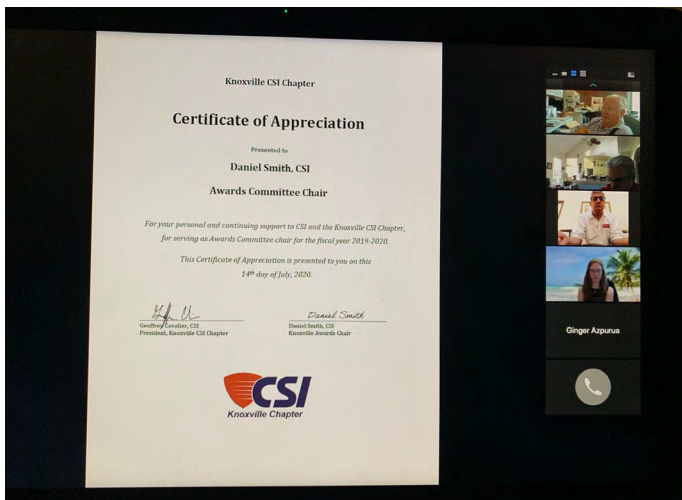 Knoxville CSI Chapter
Certificate of Appreciation
Presented to
Daniel Smith, CSI
Awards Committee Chair
For your personal and continuing support to CSI and the Knoxville CSI Chapter,
for serving as Awards Committee chair for the fiscal year 2019-2020.
This Certificate of Appreciation is presented to you on this
14th day of July, 2020.
Daniel Smith
Geoffrey Cavalier, CSI
President, Knoxville CSI Chapter
Daniel Smith, CSI
Knoxville Awards Chair
CSI
Knoxville Chapter
Ginger Azpurua